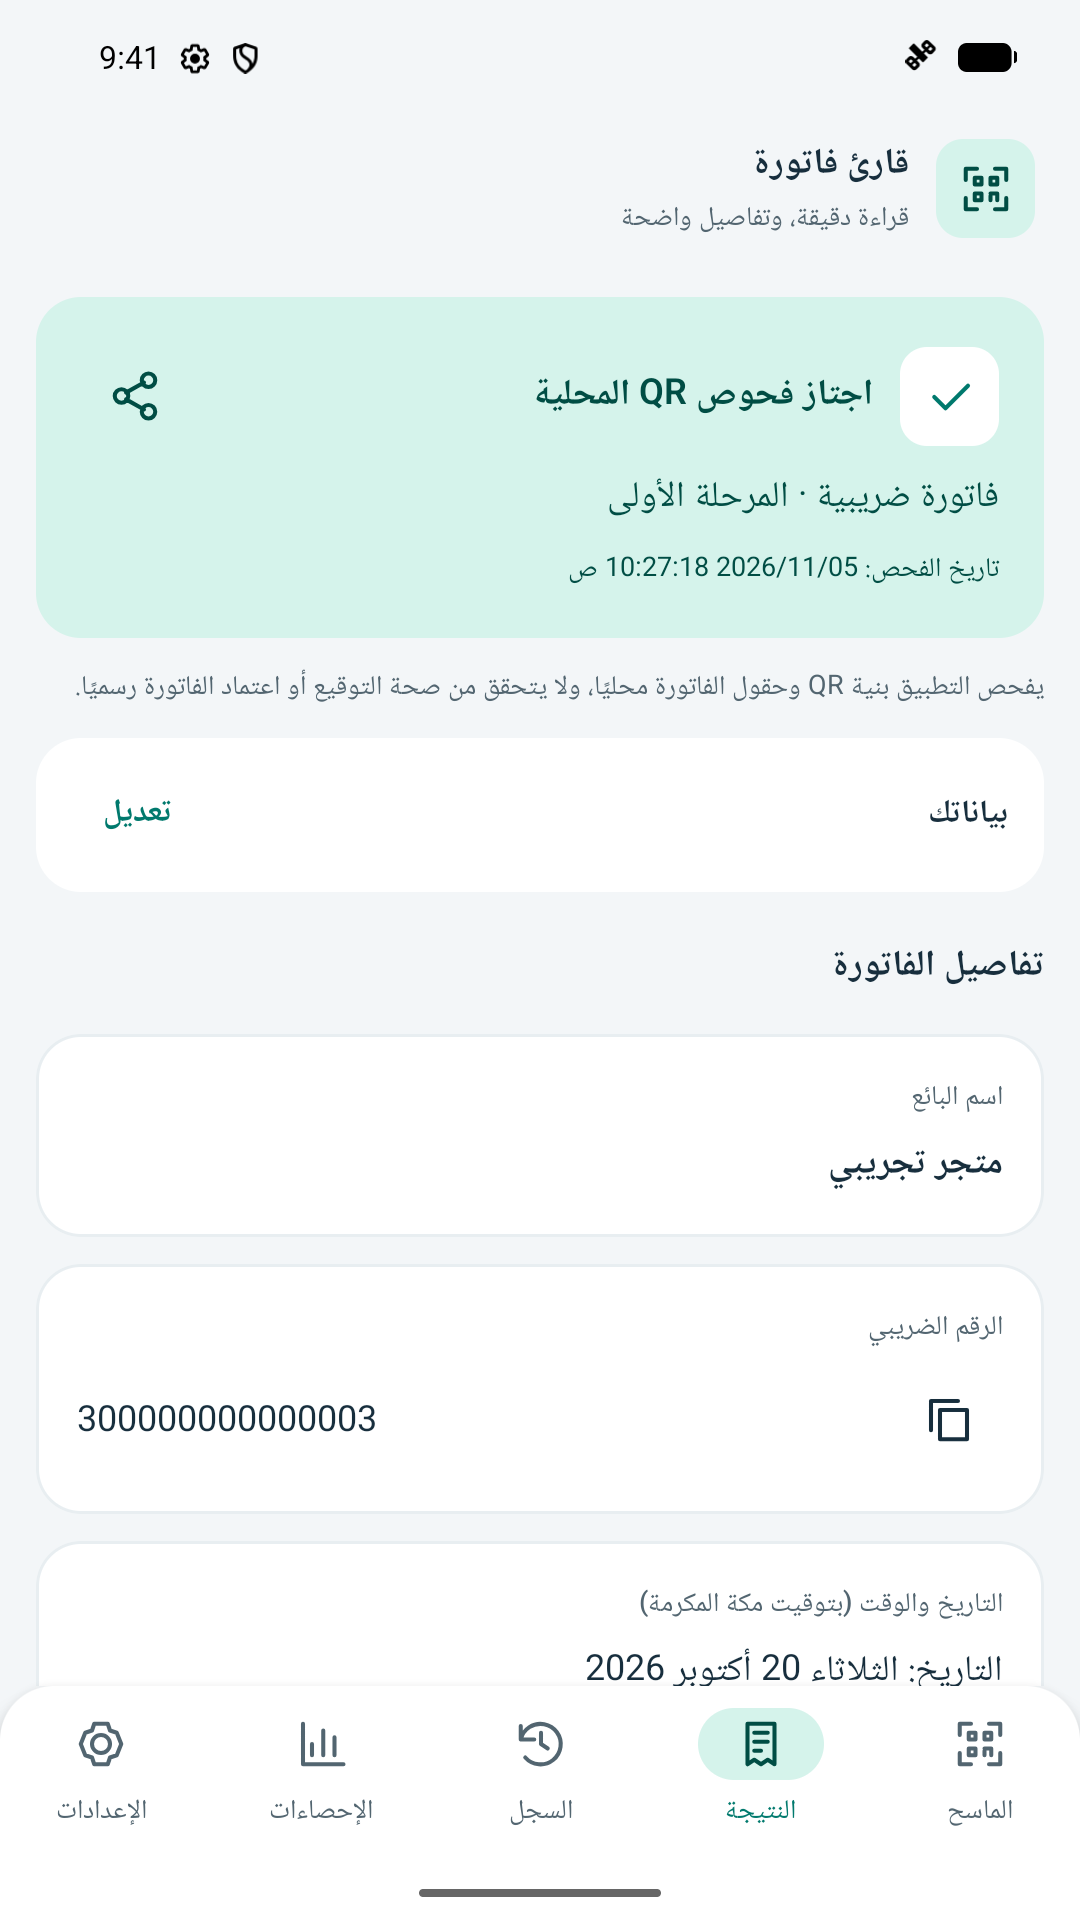 9:41
قارئ فاتورة
قراءة دقيقة، وتفاصيل واضحة
اجتاز فحوص QR المحلية
فاتورة ضريبية · المرحلة الأولى
تاريخ الفحص: 2026/11/05 10:27:18 ص
يفحص التطبيق بنية QR وحقول الفاتورة محليًا، ولا يتحقق من صحة التوقيع أو اعتماد الفاتورة رسميًا.
بياناتك
تعديل
تفاصيل الفاتورة
اسم البائع
متجر تجريبي
الرقم الضريبي
300000000000003
التاريخ والوقت (بتوقيت مكة المكرمة)
التاريخ: الثلاثاء 20 أكتوبر 2026
الماسح
النتيجة
السجل
الإحصاءات
الإعدادات